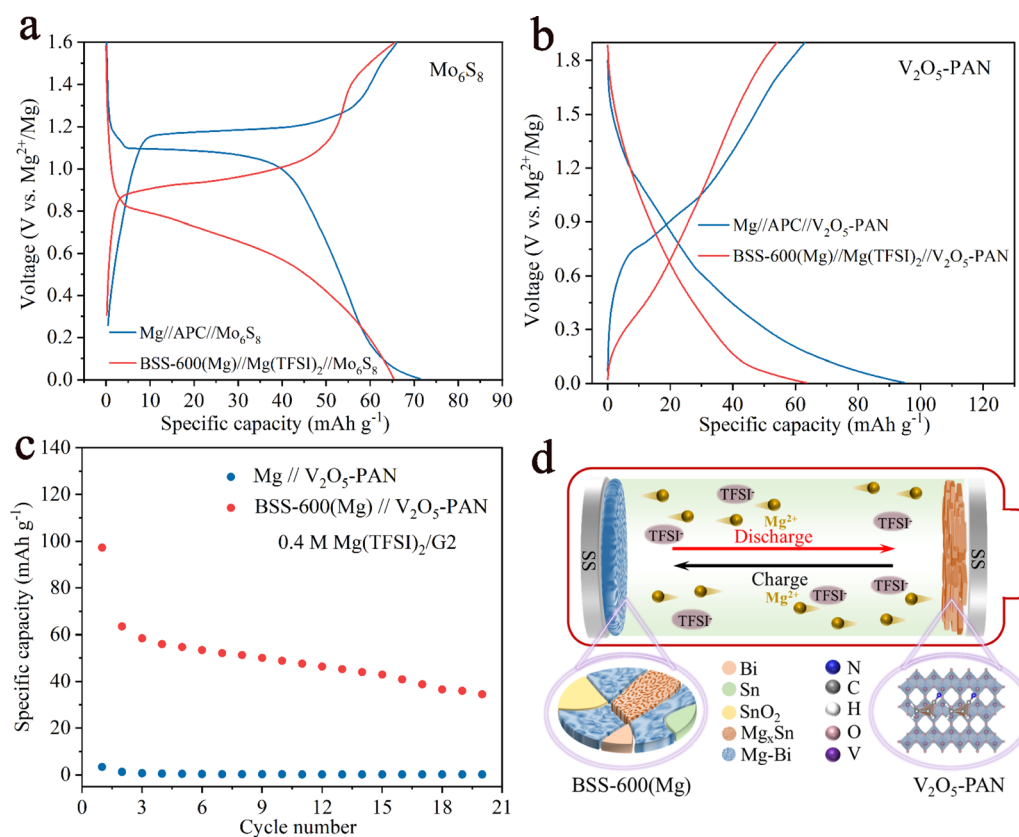 a
Mo₆S₈
Voltage (V vs. Mg²⁺/Mg)
1.6
1.4
1.2
1.0
0.8
0.6
0.4
0.2
0.0
Mg//APC//Mo₆S₈
BSS-600(Mg)//Mg(TFSI)₂//Mo₆S₈
0 10 20 30 40 50 60 70 80 90
Specific capacity (mAh g⁻¹)
b
V₂O₅-PAN
Voltage (V vs. Mg²⁺/Mg)
1.8
1.5
1.2
0.9
0.6
0.3
0.0
Mg//APC//V₂O₅-PAN
BSS-600(Mg)//Mg(TFSI)₂//V₂O₅-PAN
0 20 40 60 80 100 120
Specific capacity (mAh g⁻¹)
c
Mg // V₂O₅-PAN
BSS-600(Mg) // V₂O₅-PAN
0.4 M Mg(TFSI)₂/G2
Specific capacity (mAh g⁻¹)
140
120
100
80
60
40
20
0
0 3 6 9 12 15 18 21
Cycle number
d
SS
SS
TFSI⁻
Mg²⁺
TFSI⁻
TFSI⁻
Discharge
Charge
Mg²⁺
TFSI⁻
TFSI⁻
TFSI⁻
Bi
Sn
SnO₂
MgₓSn
Mg-Bi
N
C
H
O
V
BSS-600(Mg)
V₂O₅-PAN